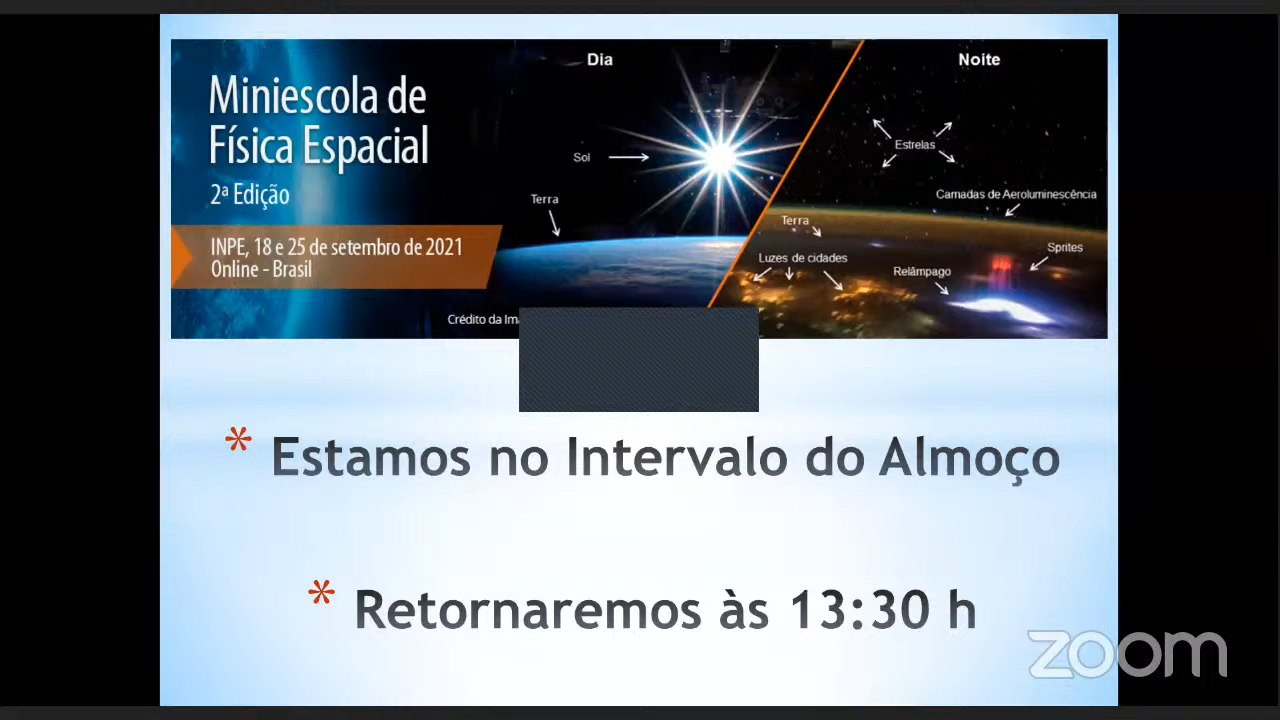 Miniescola de
Física Espacial
2ª Edição
INPE, 18 e 25 de setembro de 2021
Online - Brasil
Dia
Sol
Terra
Crédito da
Noite
Estrelas
Camadas de Aeroluminescência
Terra
Luzes de cidades
Relâmpago
Sprites
* Estamos no Intervalo do Almoço
* Retornaremos às 13:30 h
zoom